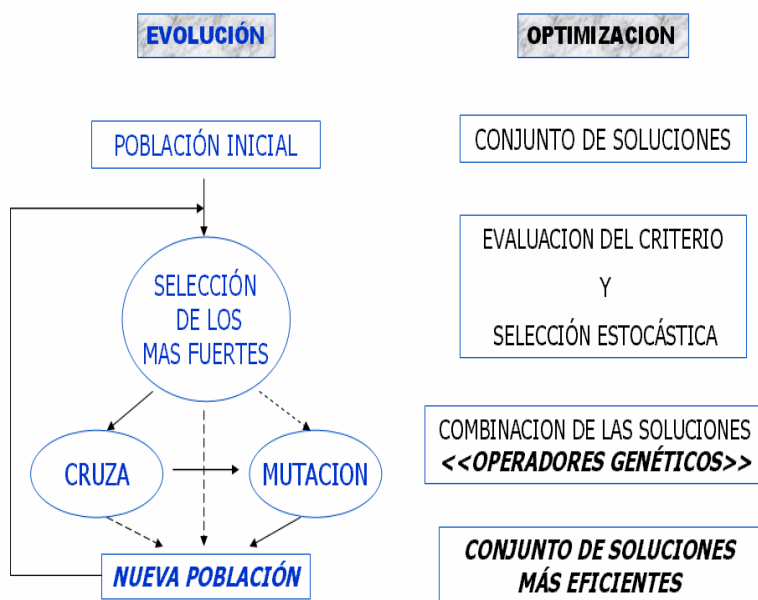 EVOLUCIÓN
OPTIMIZACION
POBLACIÓN INICIAL
CONJUNTO DE SOLUCIONES
SELECCIÓN
DE LOS
MAS FUERTES
EVALUACION DEL CRITERIO
Y
SELECCIÓN ESTOCÁSTICA
CRUZA
MUTACION
COMBINACION DE LAS SOLUCIONES
<<OPERADORES GENÉTICOS>>
NUEVA POBLACIÓN
CONJUNTO DE SOLUCIONES
MÁS EFICIENTES